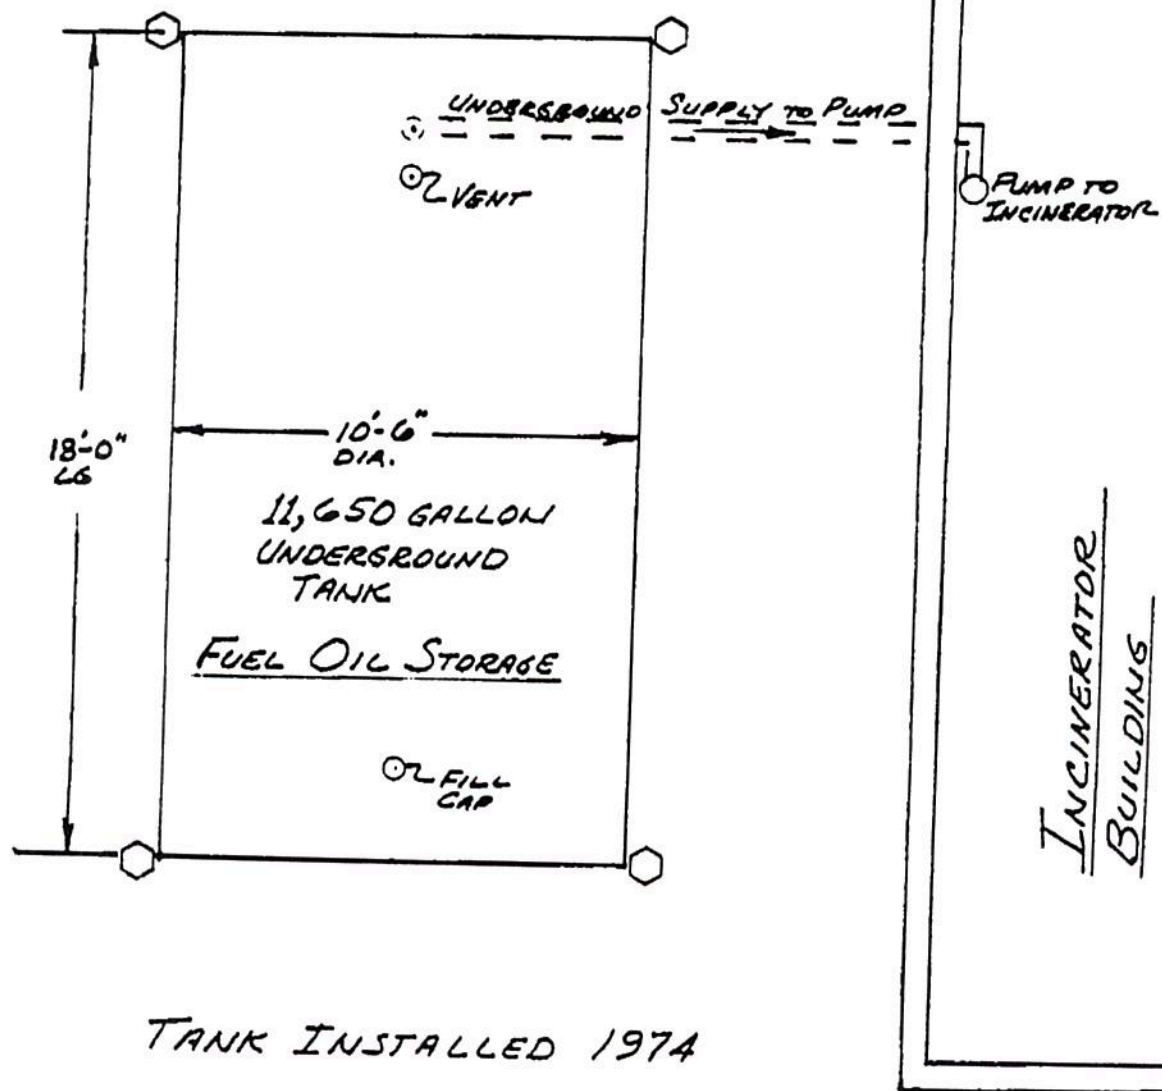 UNDERGROUND SUPPLY TO PUMP
VENT
PUMP TO
INCINERATOR
18'-0"
LG
10'-6"
DIA.
11,650 GALLON
UNDERGROUND
TANK
FUEL OIL STORAGE
FILL
CAP
INCINERATOR
BUILDING
TANK INSTALLED 1974